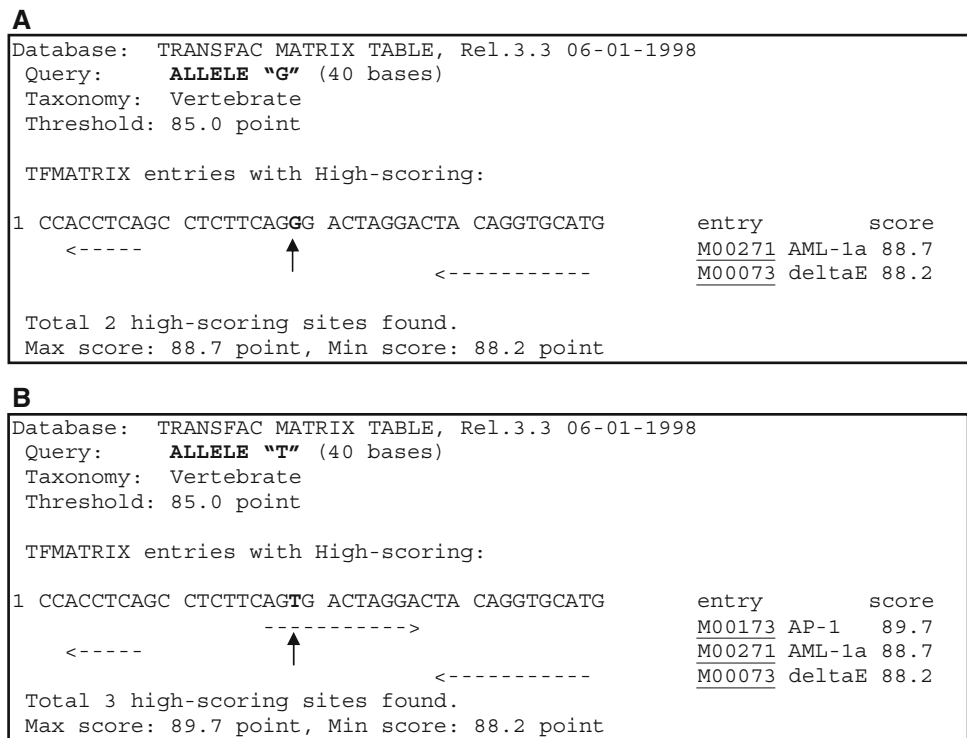 A
Database: TRANSFAC MATRIX TABLE, Rel.3.3 06-01-1998
Query: ALLELE “G” (40 bases)
Taxonomy: Vertebrate
Threshold: 85.0 point
TFMATRIX entries with High-scoring:
1 CCACCTCAGC CTCTTCAGGG ACTAGGACTA CAGGTGCATG entry score
<----- M00271 AML-1a 88.7
<----------- M00073 deltaE 88.2
Total 2 high-scoring sites found.
Max score: 88.7 point, Min score: 88.2 point
B
Database: TRANSFAC MATRIX TABLE, Rel.3.3 06-01-1998
Query: ALLELE “T” (40 bases)
Taxonomy: Vertebrate
Threshold: 85.0 point
TFMATRIX entries with High-scoring:
1 CCACCTCAGC CTCTTCAGTG ACTAGGACTA CAGGTGCATG entry score
-----------> M00173 AP-1 89.7
<----- M00271 AML-1a 88.7
<----------- M00073 deltaE 88.2
Total 3 high-scoring sites found.
Max score: 89.7 point, Min score: 88.2 point